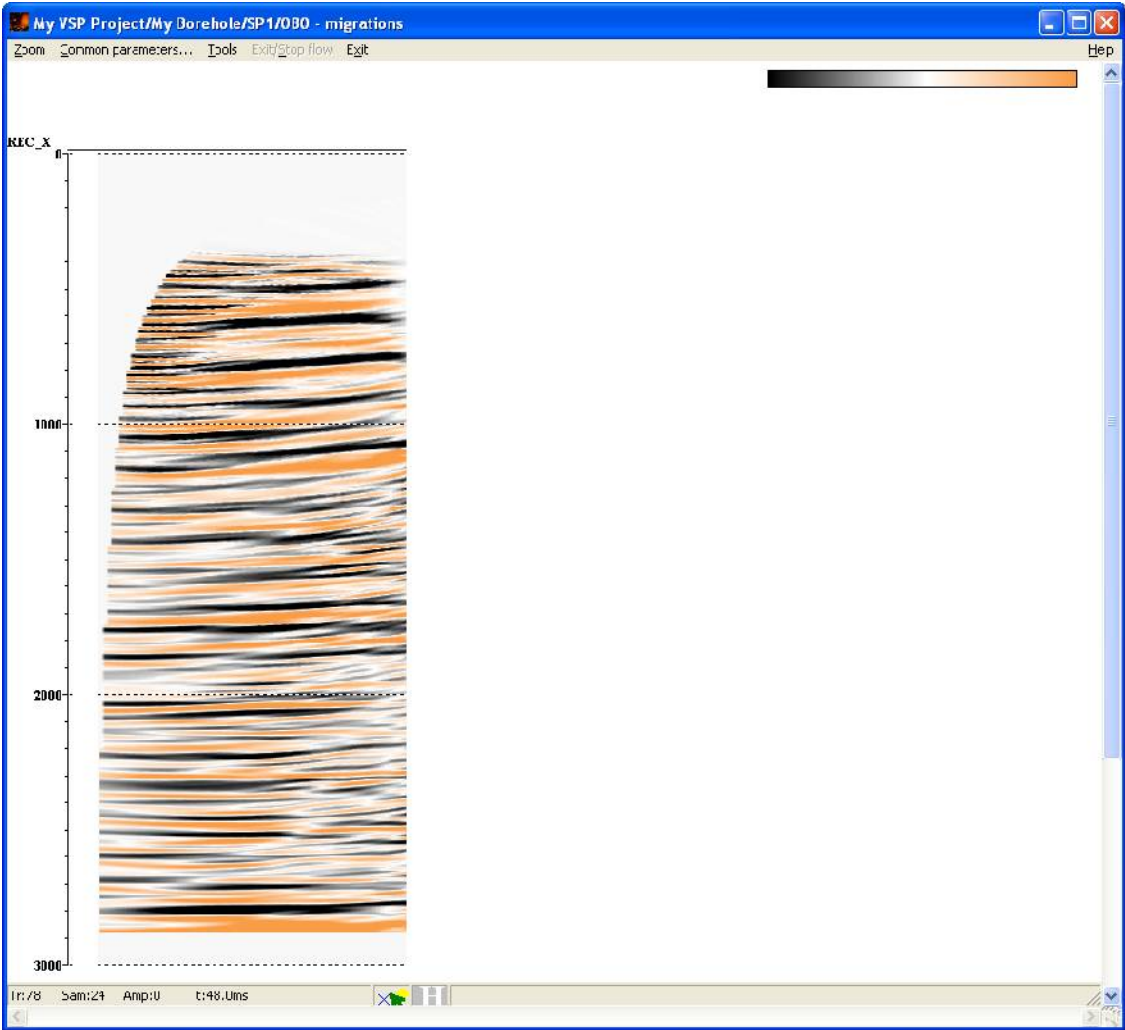 My VSP Project/My Borehole/SP1/OBO - migrations
Zoom Common parameters... Tools Exit/Stop flow Exit Help
REC_X
0
1000
2000
3000
Tr:78 Sam:24 Amp:0 t:48.0ms